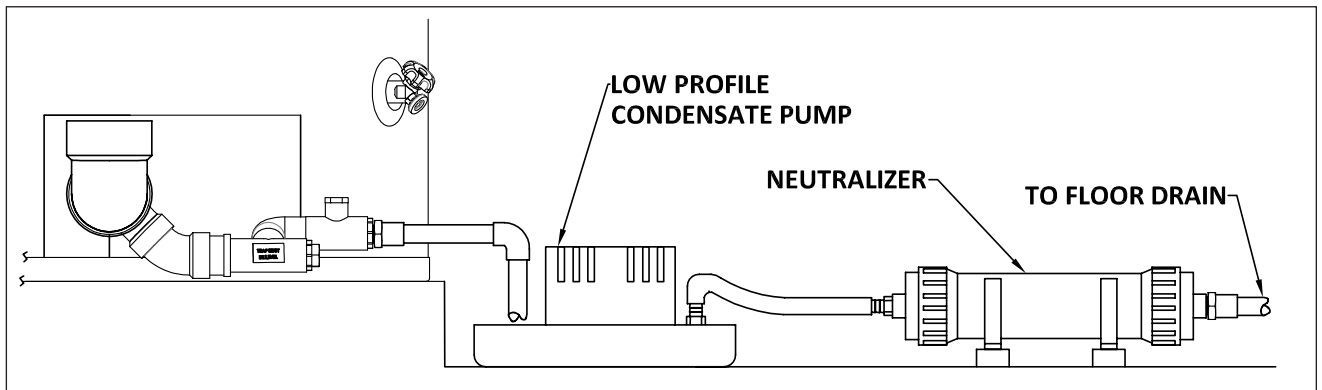 LOW PROFILE
CONDENSATE PUMP
NEUTRALIZER
TO FLOOR DRAIN